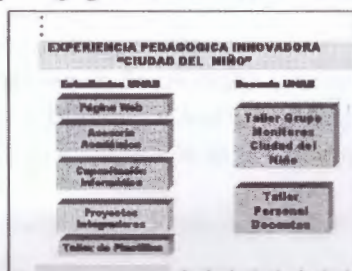 EXPERIENCIA PEDAGOGICA INNOVADORA
"CIUDAD DEL NIÑO"
Estudiantes UNAB
Página Web
Asesoría
Académica
Capacitación
Informática
Proyectos
Integradores
Taller de Plastilina
Docente UNAB
Taller Grupo
Monitores
Ciudad del
Niño
Taller
Personal
Docentes